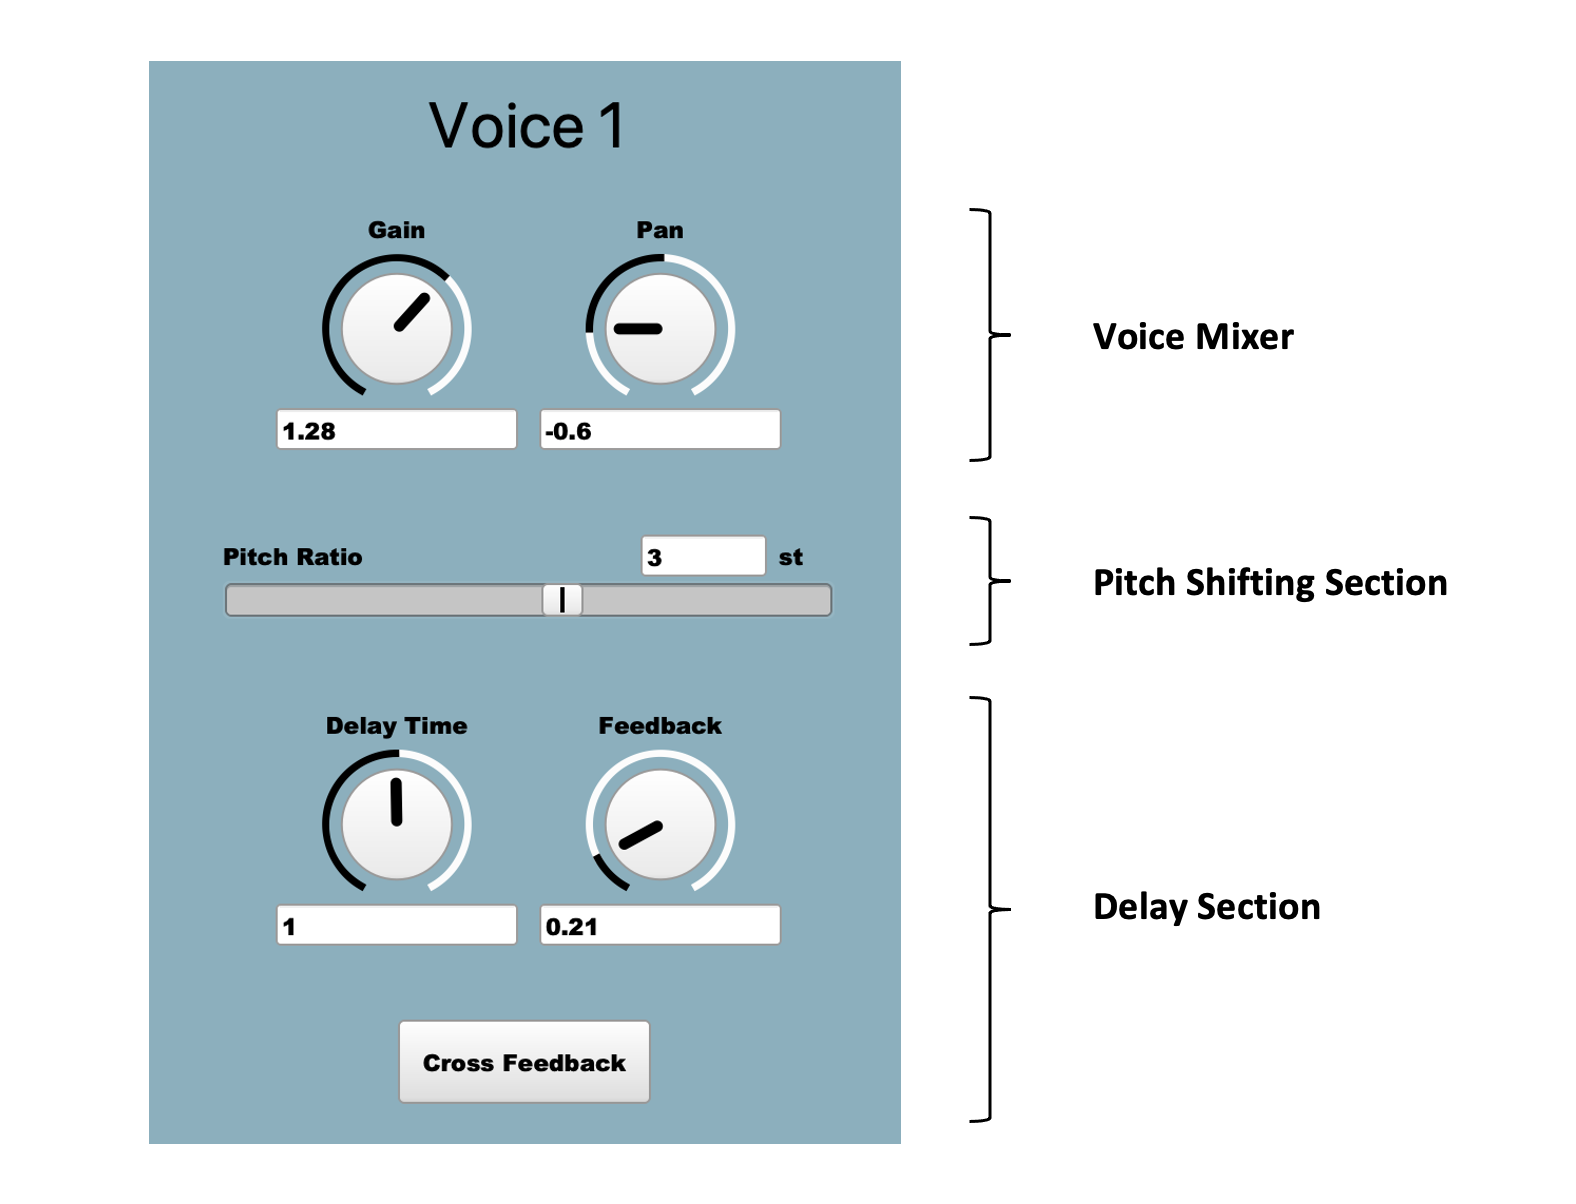 Voice 1
Gain
Pan
1.28
-0.6
Voice Mixer
Pitch Ratio
3
st
Pitch Shifting Section
Delay Time
Feedback
1
0.21
Delay Section
Cross Feedback